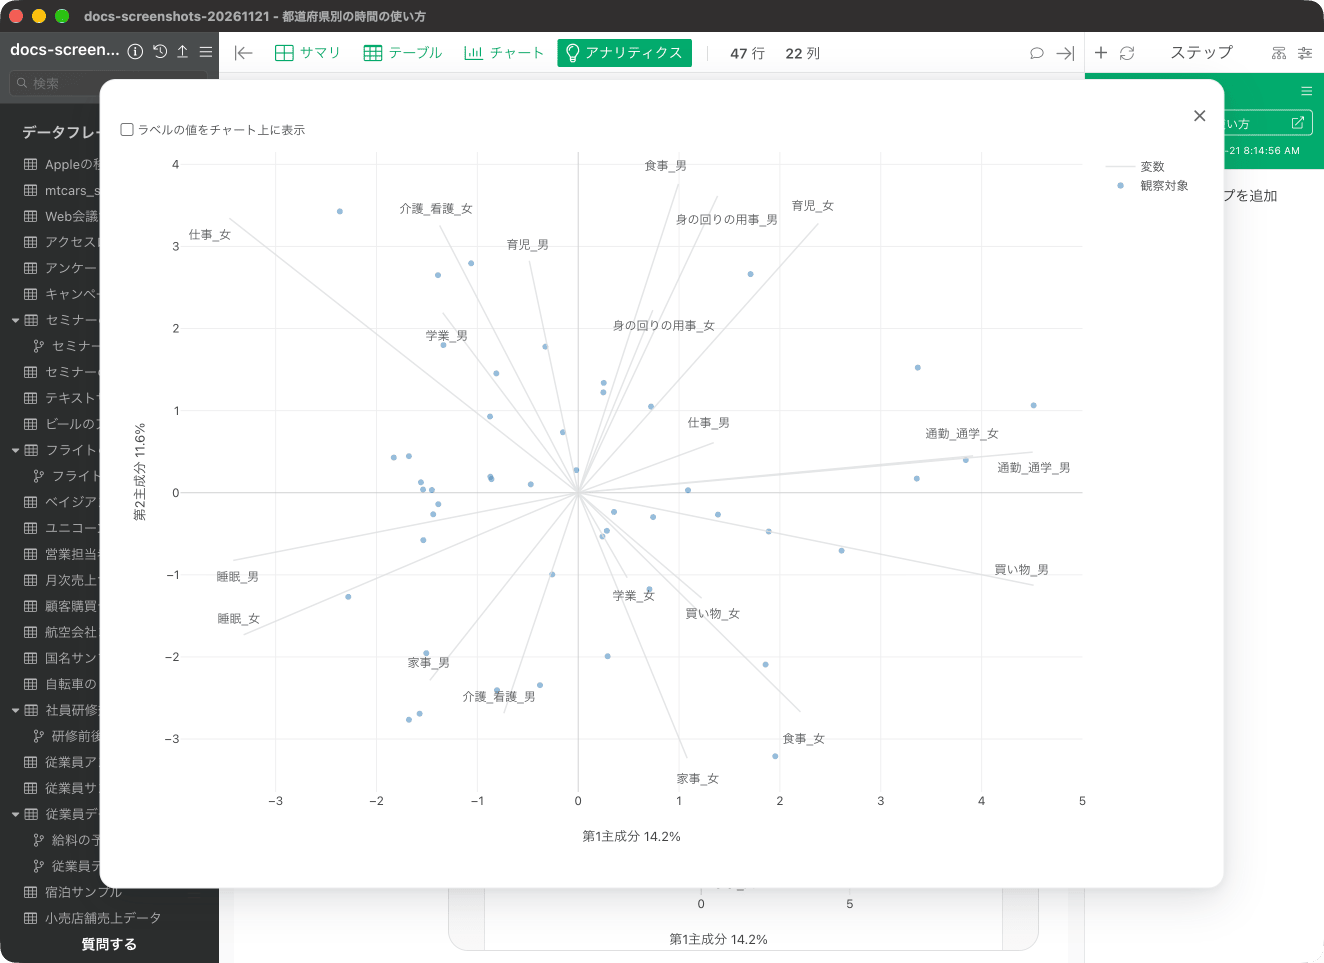 docs-screenshots-20261121 - 都道府県別の時間の使い方
docs-screen...
検索
サマリ
テーブル
チャート
アナリティクス
47 行
22 列
ステップ
データフレー
Appleの
mtcars_s
Web会議
アクセス
アンケー
キャンペ
セミナー
セミナー
セミナー
テキスト
ビールの
フライト
フライト
ベイジア
ユニコー
営業担当
月次売上
顧客購買
航空会社
国名サン
自転車の
社員研修
研修前後
従業員ア
従業員サ
従業員デ
給料の予
従業員デ
宿泊サンプル
小売店舗売上データ
質問する
い方
-21 8:14:56 AM
プを追加
ラベルの値をチャート上に表示
変数
観察対象
食事_男
介護_看護_女
育児_女
身の回りの用事_男
仕事_女
育児_男
身の回りの用事_女
学業_男
仕事_男
通勤_通学_女
通勤_通学_男
買い物_男
睡眠_男
睡眠_女
学業_女
買い物_女
家事_男
介護_看護_男
食事_女
家事_女
4
3
2
1
0
−1
−2
−3
第2主成分 11.6%
−3
−2
−1
0
1
2
3
4
5
第1主成分 14.2%
0
5
第1主成分 14.2%